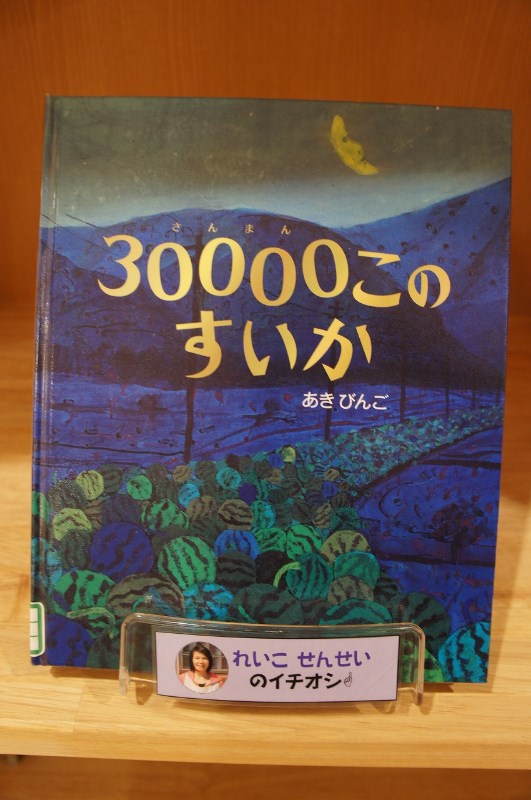 さんまん
30000この
すいか
あきびんご
れいこ せんせい
のイチオシ☝